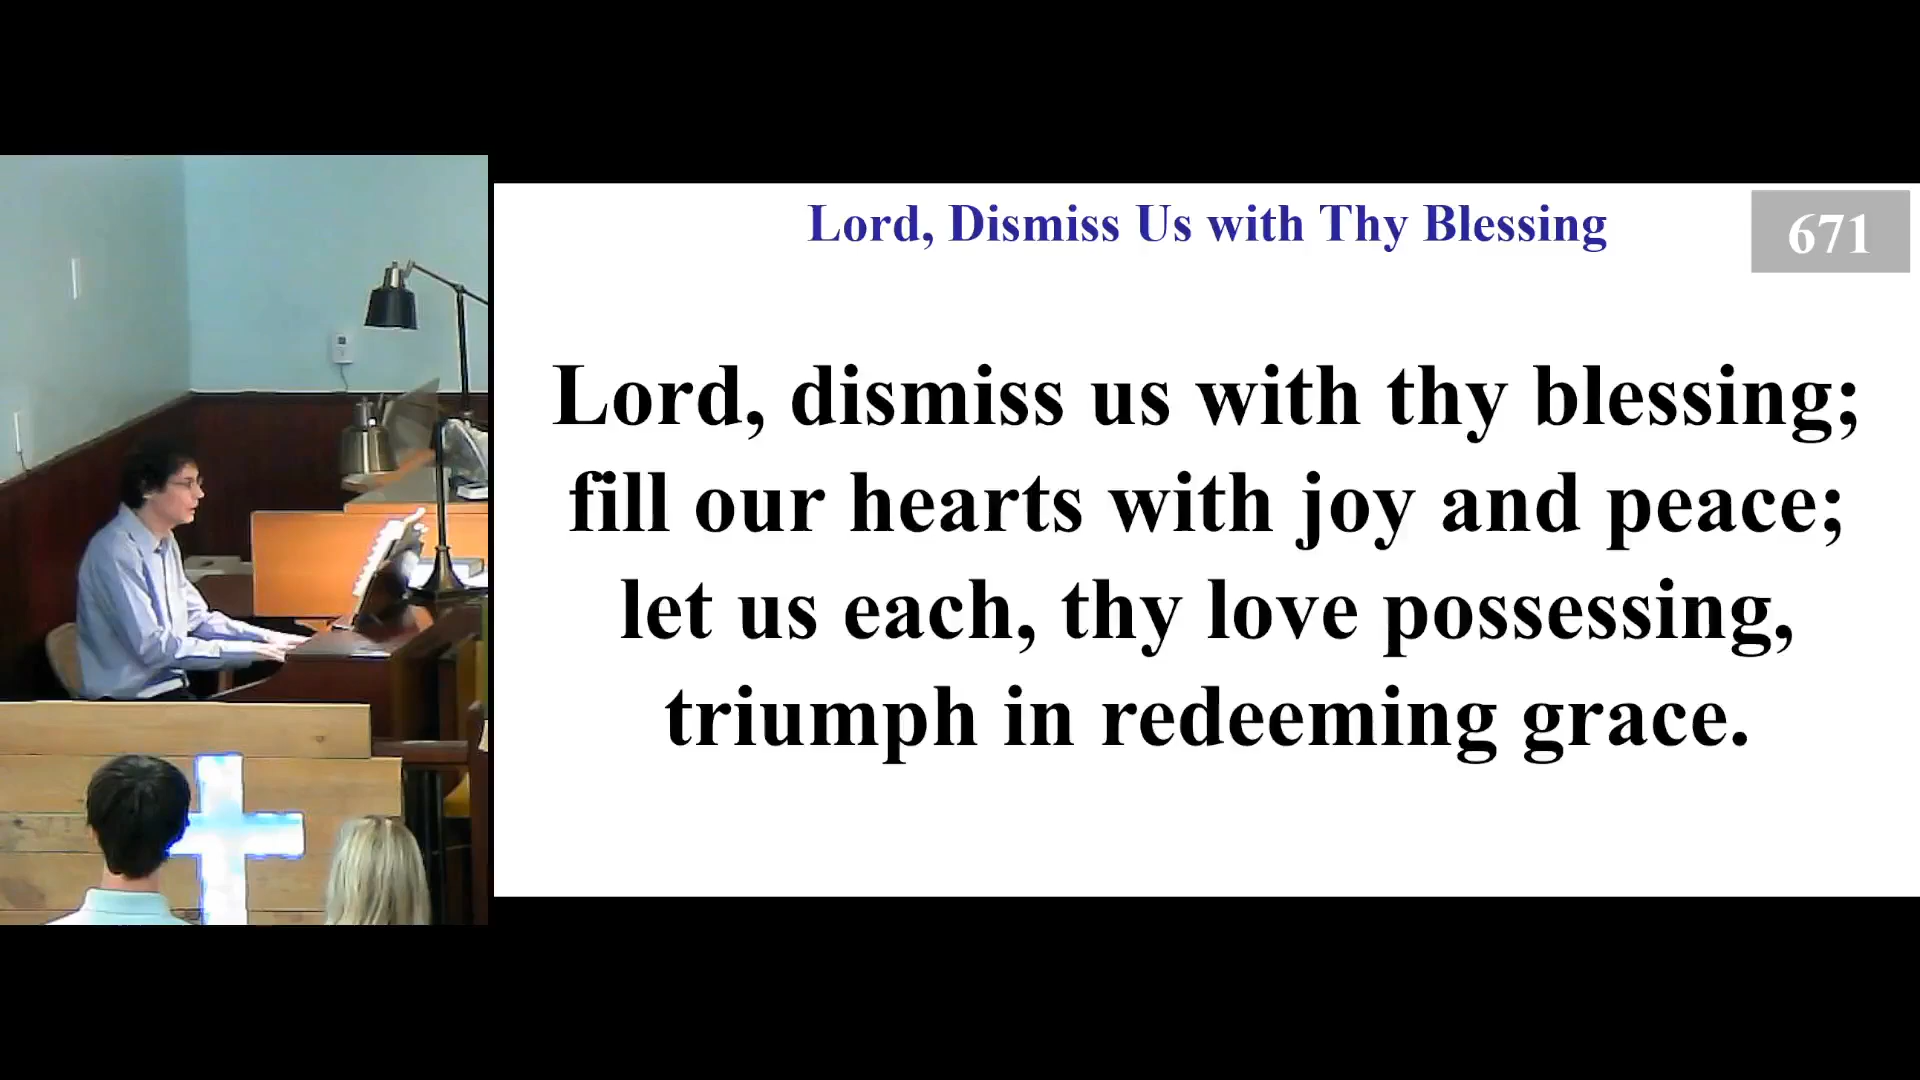 Lord, Dismiss Us with Thy Blessing
671
Lord, dismiss us with thy blessing;
fill our hearts with joy and peace;
let us each, thy love possessing,
triumph in redeeming grace.